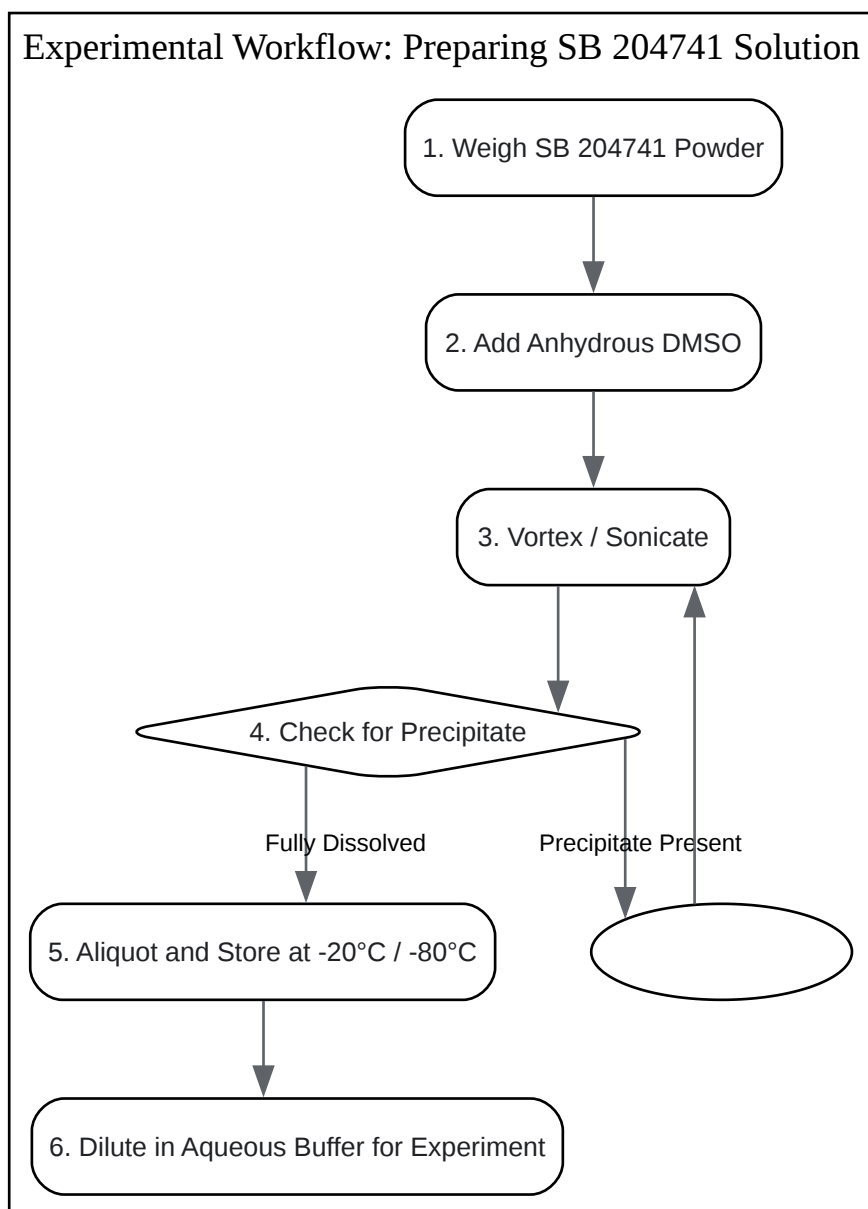 Experimental Workflow: Preparing SB 204741 Solution
1. Weigh SB 204741 Powder
2. Add Anhydrous DMSO
3. Vortex / Sonicate
4. Check for Precipitate
Fully Dissolved
Precipitate Present
5. Aliquot and Store at -20°C / -80°C
6. Dilute in Aqueous Buffer for Experiment